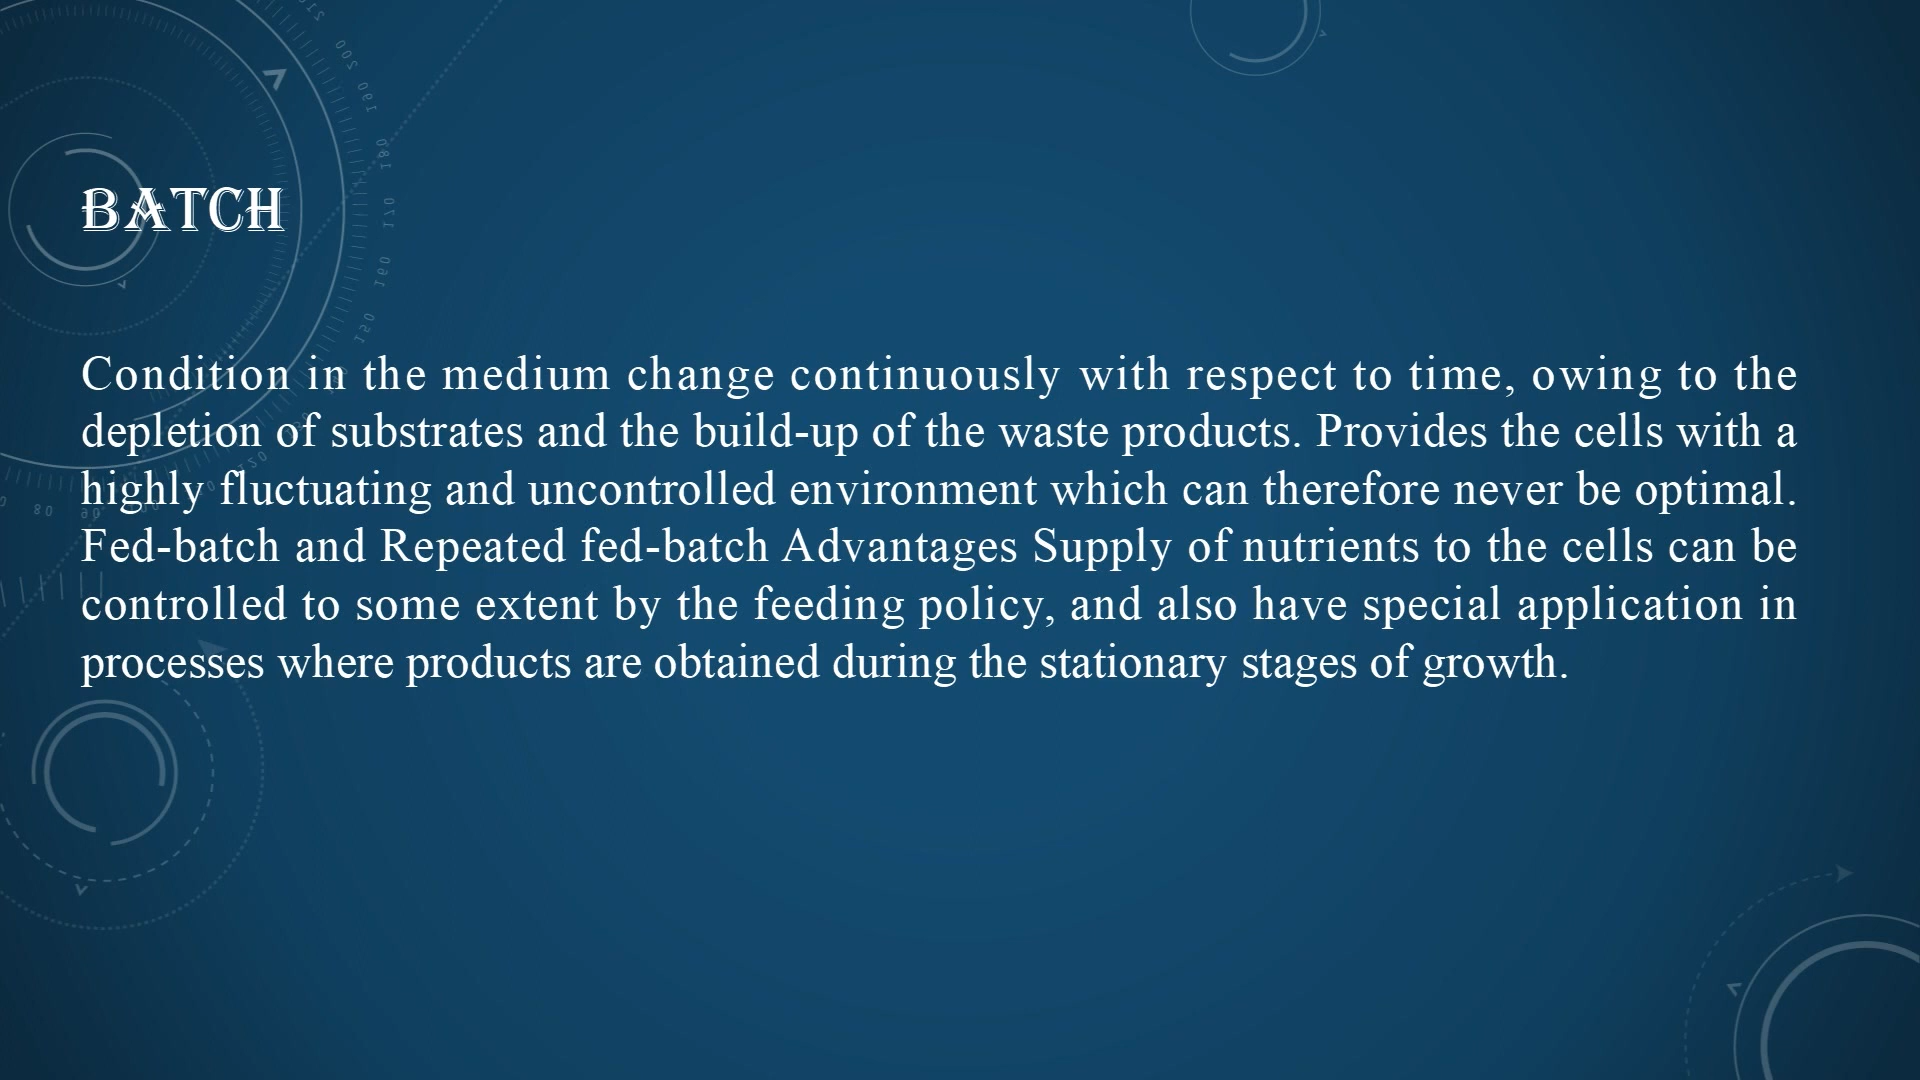 BATCH
Condition in the medium change continuously with respect to time, owing to the
depletion of substrates and the build-up of the waste products. Provides the cells with a
highly fluctuating and uncontrolled environment which can therefore never be optimal.
Fed-batch and Repeated fed-batch Advantages Supply of nutrients to the cells can be
controlled to some extent by the feeding policy, and also have special application in
processes where products are obtained during the stationary stages of growth.